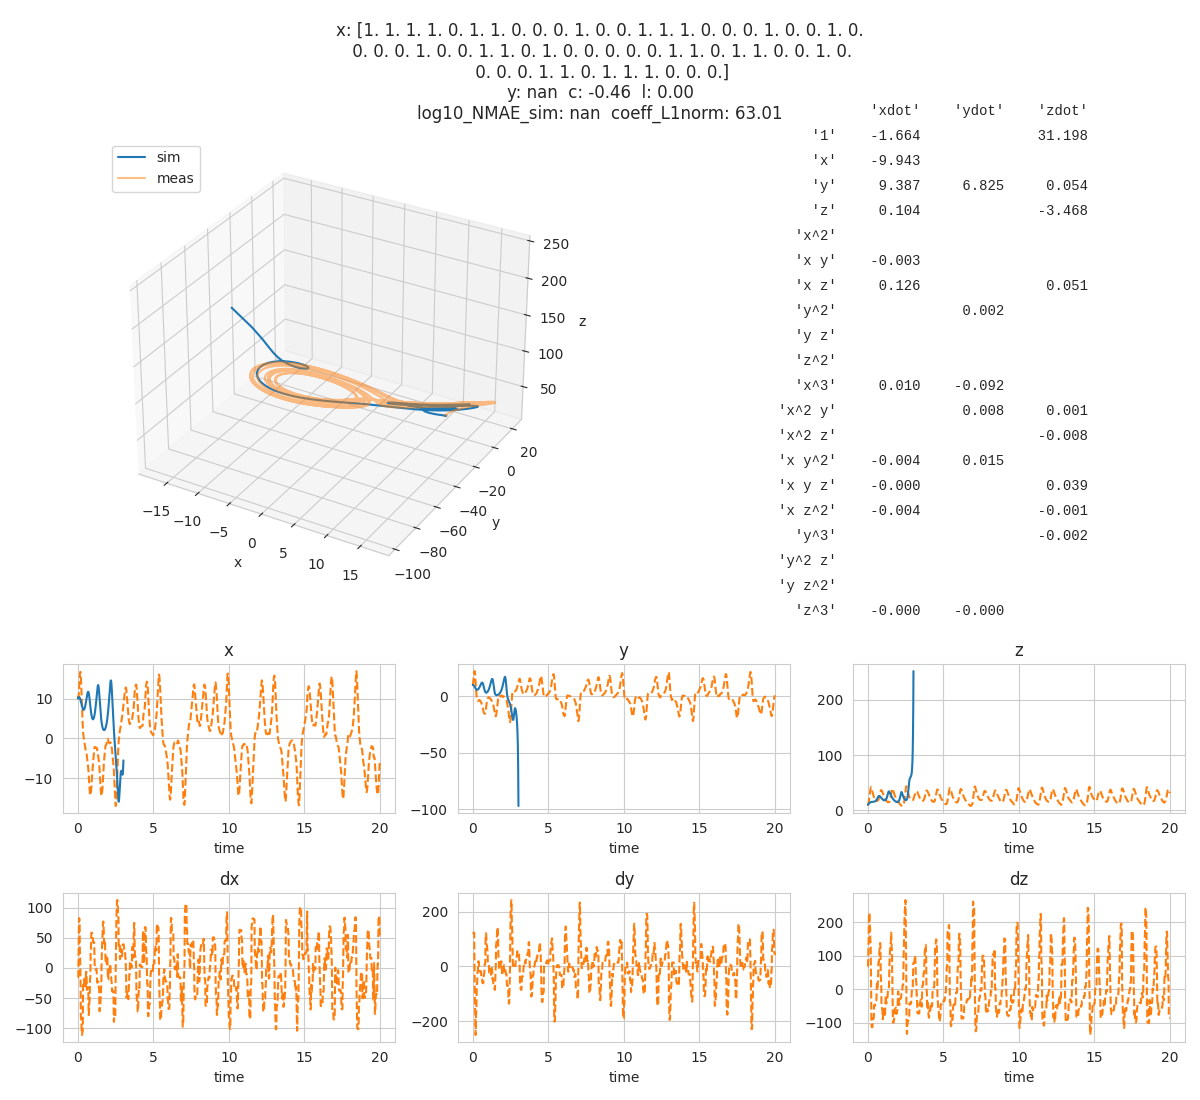 x: [1. 1. 1. 1. 0. 1. 1. 0. 0. 0. 1. 0. 0. 1. 1. 1. 0. 0. 0. 1. 0. 0. 1. 0.
0. 0. 0. 1. 0. 0. 1. 1. 0. 1. 0. 0. 0. 0. 0. 0. 1. 1. 0. 1. 1. 0. 0. 1. 0.
0. 0. 0. 1. 1. 0. 1. 1. 1. 0. 0. 0.]
y: nan c: -0.46 l: 0.00
log10_NMAE_sim: nan coeff_L1norm: 63.01
'xdot' 'ydot' 'zdot'
'1' -1.664 31.198
'x' -9.943
'y' 9.387 6.825 0.054
'z' 0.104 -3.468
'x^2'
'x y' -0.003
'x z' 0.126 0.051
'y^2' 0.002
'y z'
'z^2'
'x^3' 0.010 -0.092
'x^2 y' 0.008 0.001
'x^2 z' -0.008
'x y^2' -0.004 0.015
'x y z' -0.000 0.039
'x z^2' -0.004 -0.001
'y^3' -0.002
'y^2 z'
'y z^2'
'z^3' -0.000 -0.000
sim
meas
250
200
150
100
50
z
20
0
−20
−40
−60
−80
−100
y
−15
−10
−5
0
5
10
15
x
x
10
0
−10
0 5 10 15 20
time
y
0
−50
−100
0 5 10 15 20
time
z
200
100
0
0 5 10 15 20
time
dx
100
50
0
−50
−100
0 5 10 15 20
time
dy
200
0
−200
0 5 10 15 20
time
dz
200
100
0
−100
0 5 10 15 20
time